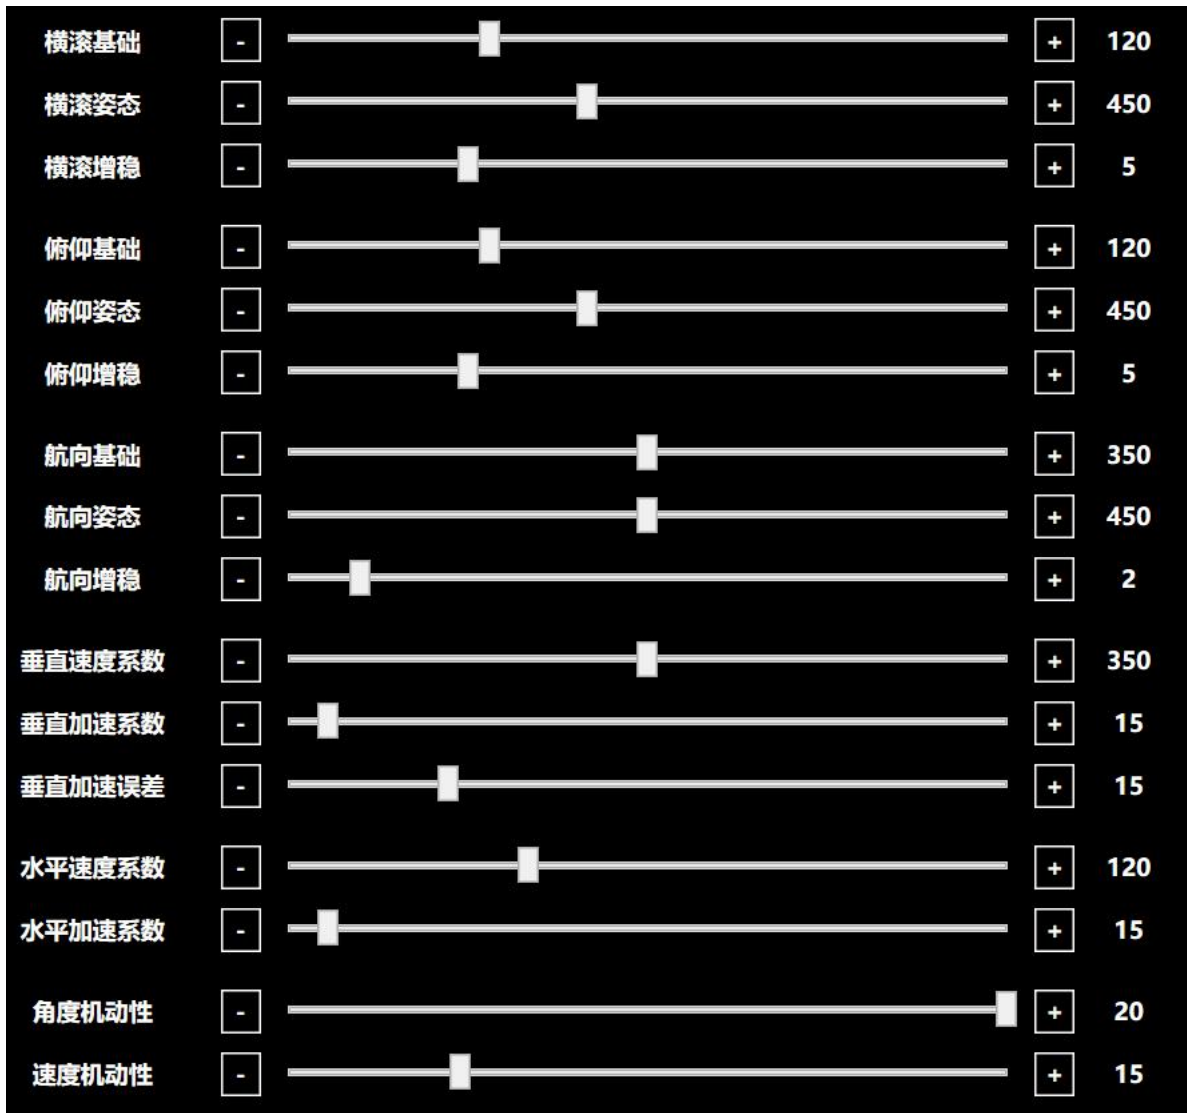 横滚基础 - + 120
横滚姿态 - + 450
横滚增稳 - + 5
俯仰基础 - + 120
俯仰姿态 - + 450
俯仰增稳 - + 5
航向基础 - + 350
航向姿态 - + 450
航向增稳 - + 2
垂直速度系数 - + 350
垂直加速系数 - + 15
垂直加速误差 - + 15
水平速度系数 - + 120
水平加速系数 - + 15
角度机动性 - + 20
速度机动性 - + 15